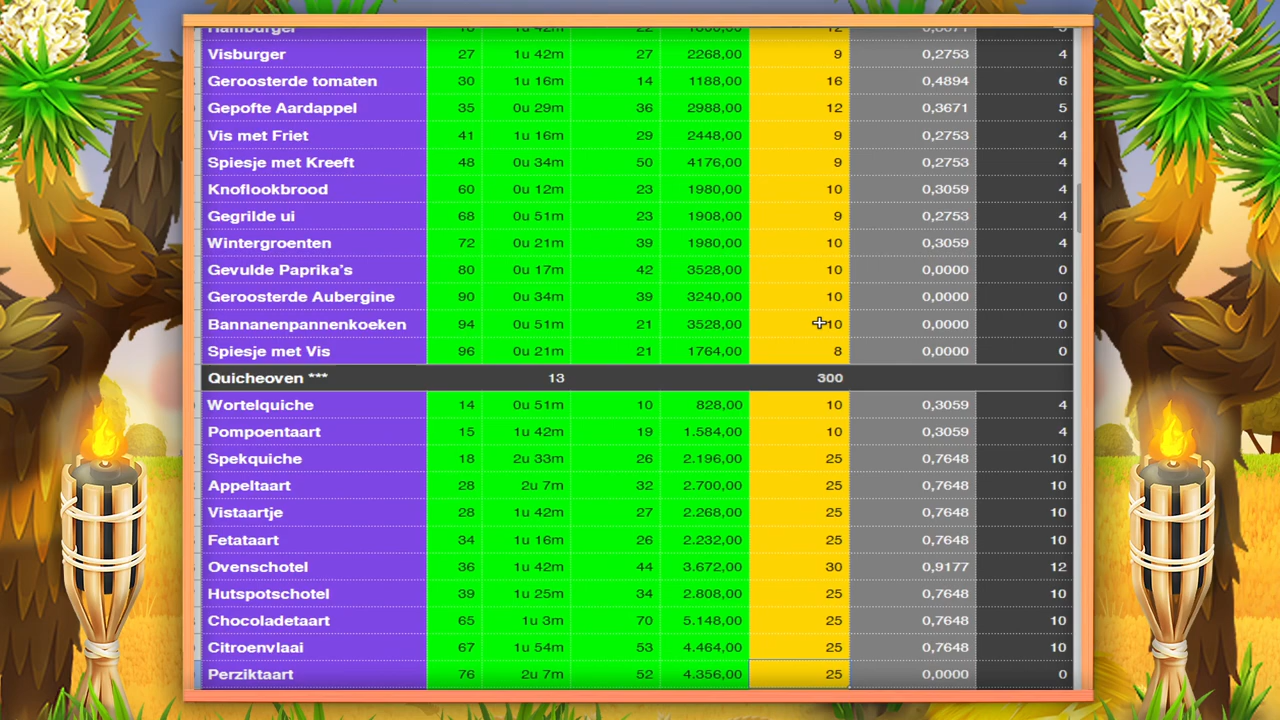 Hamburger
Visburger 27 1u 42m 27 2268,00 9 0,2753 4
Geroosterde tomaten 30 1u 16m 14 1188,00 16 0,4894 6
Gepofte Aardappel 35 0u 29m 36 2988,00 12 0,3671 5
Vis met Friet 41 1u 16m 29 2448,00 9 0,2753 4
Spiesje met Kreeft 48 0u 34m 50 4176,00 9 0,2753 4
Knoflookbrood 60 0u 12m 23 1980,00 10 0,3059 4
Gegrilde ui 68 0u 51m 23 1908,00 9 0,2753 4
Wintergroenten 72 0u 21m 39 1980,00 10 0,3059 4
Gevulde Paprika's 80 0u 17m 42 3528,00 10 0,0000 0
Geroosterde Aubergine 90 0u 34m 39 3240,00 10 0,0000 0
Bannanenpannenkoeken 94 0u 51m 21 3528,00 10 0,0000 0
Spiesje met Vis 96 0u 21m 21 1764,00 8 0,0000 0
Quicheoven *** 13 300
Wortelquiche 14 0u 51m 10 828,00 10 0,3059 4
Pompoentaart 15 1u 42m 19 1.584,00 10 0,3059 4
Spekquiche 18 2u 33m 26 2.196,00 25 0,7648 10
Appeltaart 28 2u 7m 32 2.700,00 25 0,7648 10
Vistaartje 28 1u 42m 27 2.268,00 25 0,7648 10
Fetataart 34 1u 16m 26 2.232,00 25 0,7648 10
Ovenschotel 36 1u 42m 44 3.672,00 30 0,9177 12
Hutspotschotel 39 1u 25m 34 2.808,00 25 0,7648 10
Chocoladetaart 65 1u 3m 70 5.148,00 25 0,7648 10
Citroenvlaai 67 1u 54m 53 4.464,00 25 0,7648 10
Perziktaart 76 2u 7m 52 4.356,00 25 0,0000 0